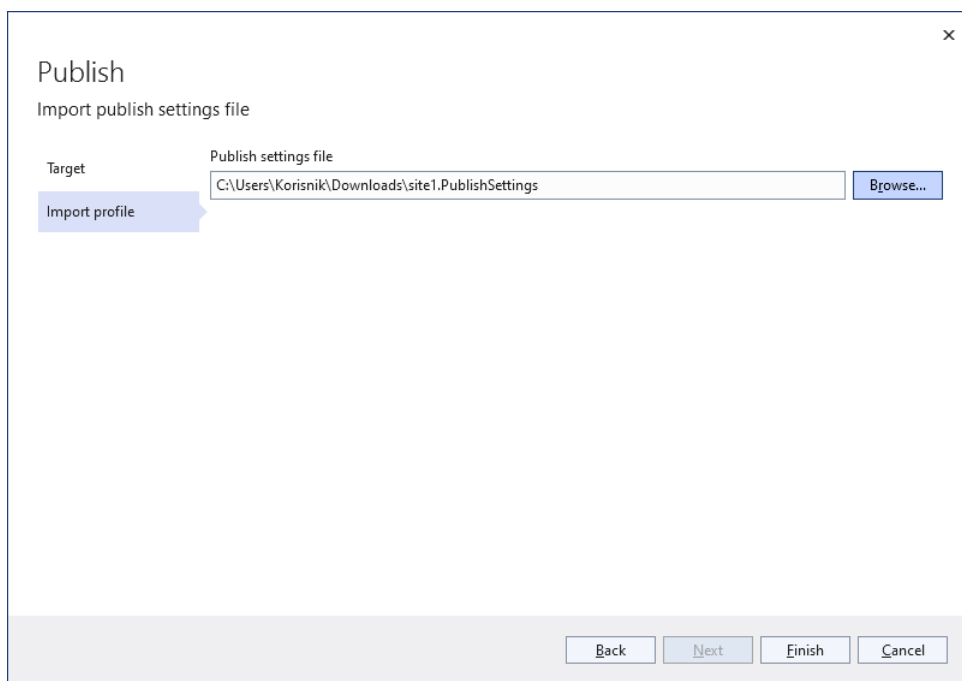 Publish
Import publish settings file
Target
Import profile
Publish settings file
C:\Users\Korisnik\Downloads\site1.PublishSettings
Browse...
Back
Next
Finish
Cancel